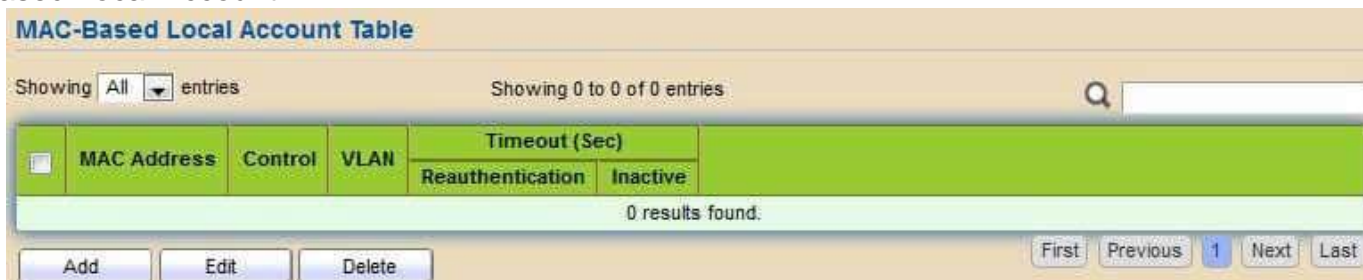 MAC-Based Local Account Table
Showing All entries Showing 0 to 0 of 0 entries
MAC Address Control VLAN Timeout (Sec)
Reauthentication Inactive
0 results found.
Add Edit Delete First Previous 1 Next Last